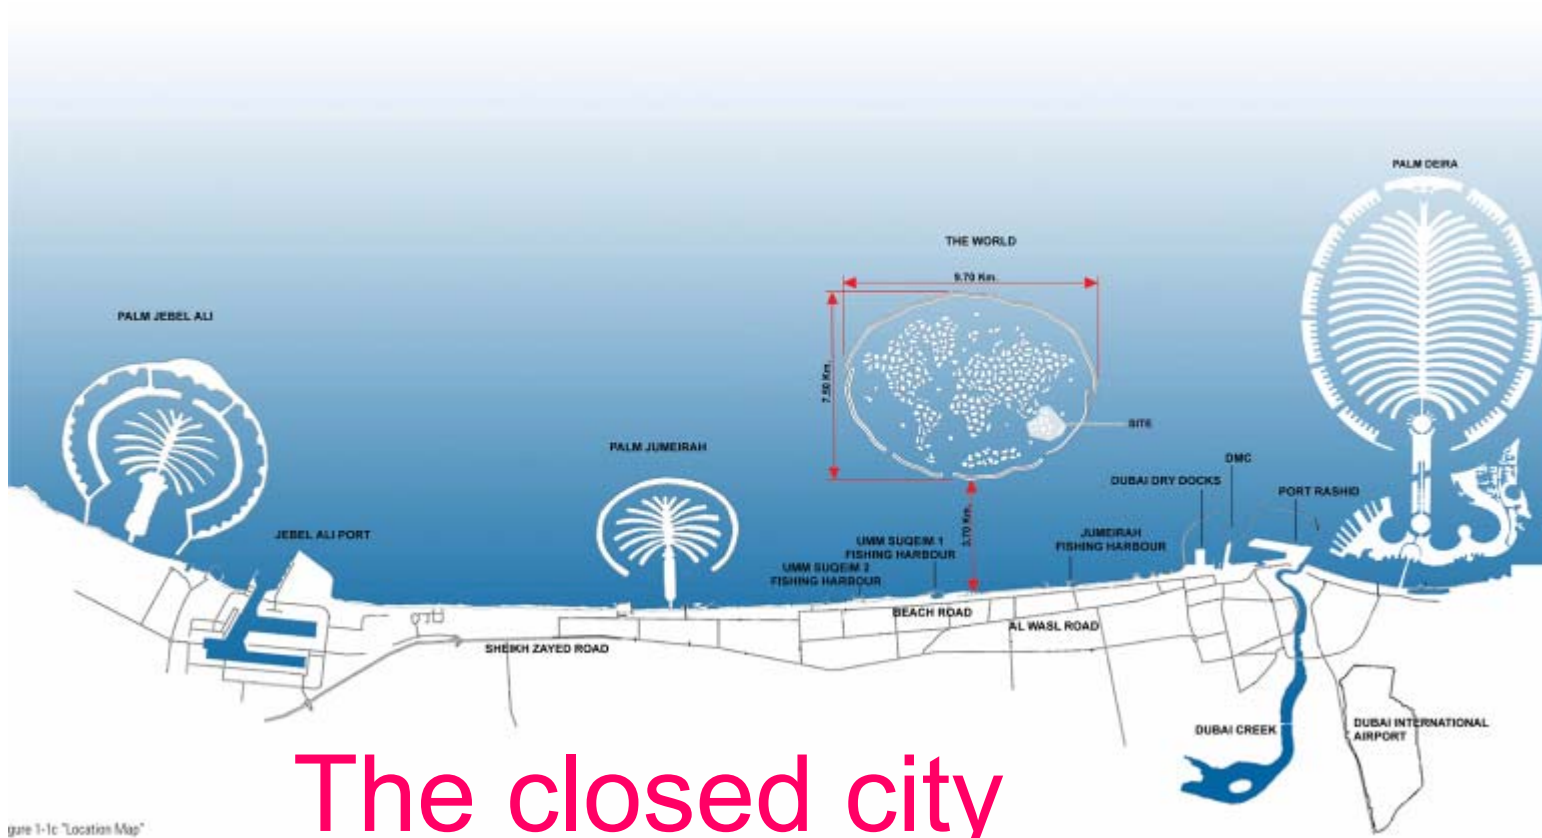 PALM DEIRA
THE WORLD
9.70 Km.
PALM JEBEL ALI
7.50 Km.
SITE
PALM JUMEIRAH
DMC
DUBAI DRY DOCKS
PORT RASHID
JEBEL ALI PORT
3.70 Km.
UMM SUQEIM 1
FISHING HARBOUR
JUMEIRAH
FISHING HARBOUR
UMM SUQEIM 2
FISHING HARBOUR
BEACH ROAD
AL WASL ROAD
SHEIKH ZAYED ROAD
DUBAI CREEK
DUBAI INTERNATIONAL
AIRPORT
The closed city
gure 1-1c "Location Map"